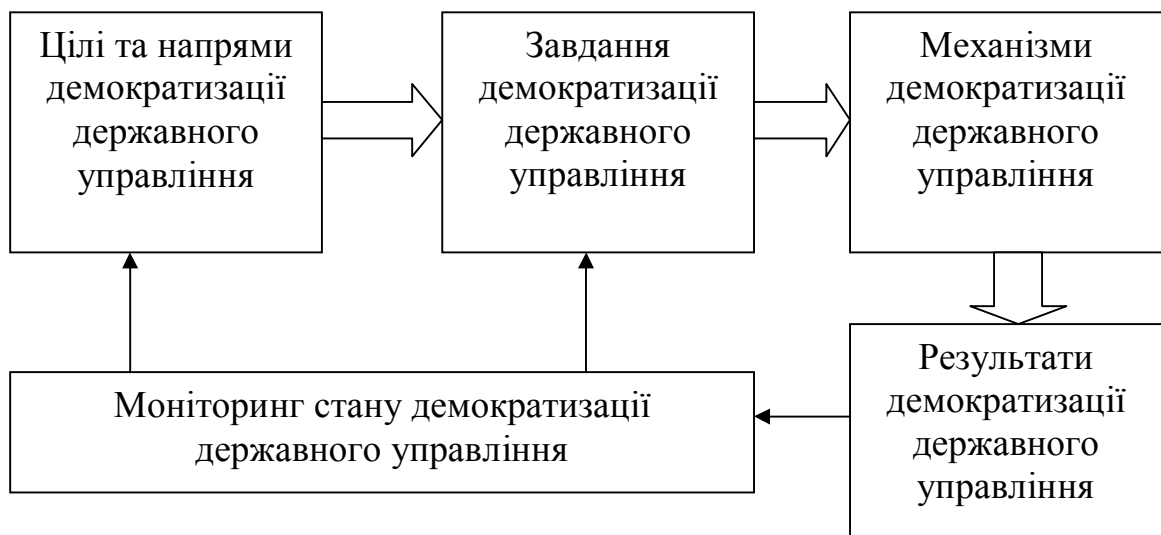 Цілі та напрями
демократизації
державного
управління
Завдання
демократизації
державного
управління
Механізми
демократизації
державного
управління
Результати
демократизації
державного
управління
Моніторинг стану демократизації
державного управління